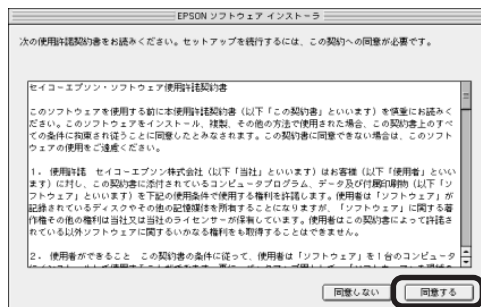 EPSON ソフトウェア インストーラ
次の使用許諾契約書をお読みください。セットアップを続行するには、この契約への同意が必要です。
セイコーエプソン・ソフトウェア使用許諾契約書
このソフトウェアを使用する前に本使用許諾契約書（以下「この契約書」といいます）を慎重にお読みく
ださい。このソフトウェアをインストール、複製、その他の方法で使用された場合、この契約書上のすべ
ての条件に拘束され従うことに同意したとみなされます。この契約書に同意できない場合は、このソフト
ウェアの使用をご遠慮ください。
1. 使用許諾　セイコーエプソン株式会社（以下「当社」といいます）はお客様（以下「使用者」といい
ます）に対し、この契約書に添付されているコンピュータプログラム、データ及び付属印刷物（以下「ソ
フトウェア」といいます）を下記の使用条件で使用する権利を許諾します。使用者は「ソフトウェア」が
記録されているディスクやその他の記憶媒体を所有することになりますが、「ソフトウェア」に関する著
作権その他の権利は当社又は当社のライセンサーが保有しています。使用者はこの契約書によって許諾さ
れている以外ソフトウェアに関するいかなる権利をも取得することはできません。
2. 使用者ができること　この契約書の条件に従って、使用者は「ソフトウェア」を1台のコンピュータ
同意しない
同意する